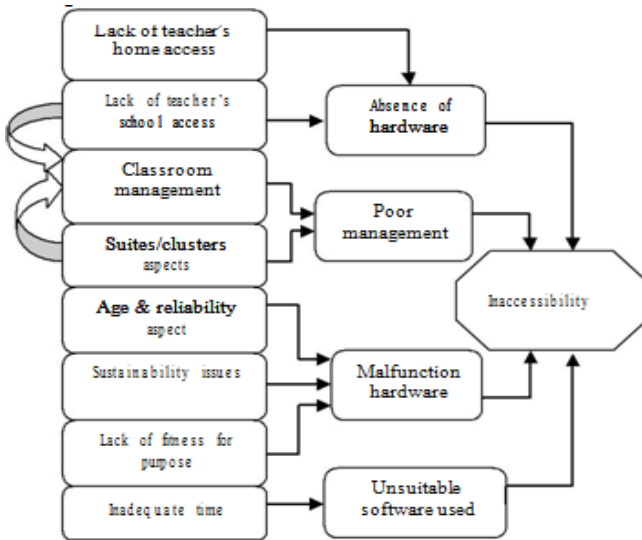 Lack of teacher's
home access
Lack of teacher's
school access
Classroom
management
Suites/clusters
aspects
Age & reliability
aspect
Sustainability issues
Lack of fitness for
purpose
Inadequate time
Absence of
hardware
Poor
management
Malfunction
hardware
Unsuitable
software used
Inaccessibility